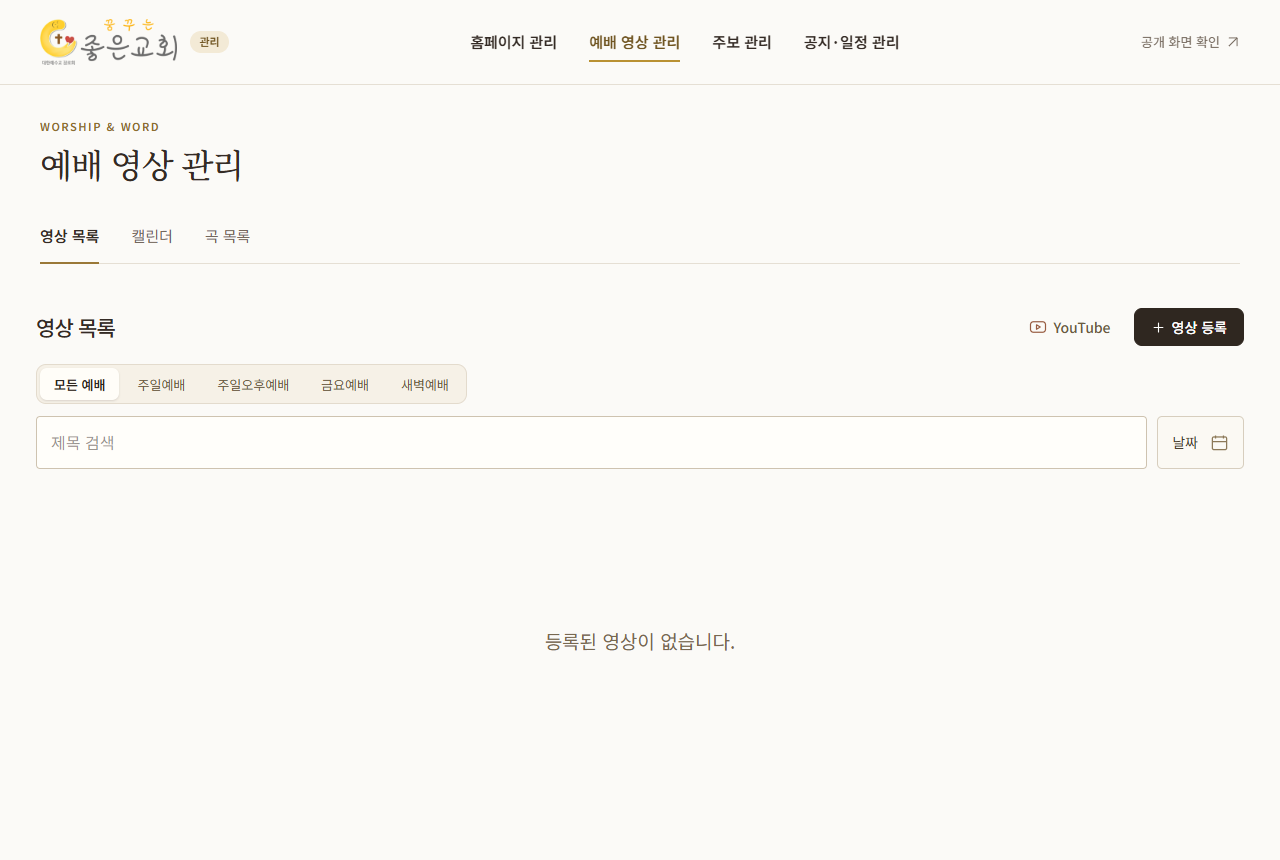 꿈꾸는
좋은교회
관리
홈페이지 관리
예배 영상 관리
주보 관리
공지·일정 관리
공개 화면 확인
WORSHIP & WORD
예배 영상 관리
영상 목록
캘린더
곡 목록
영상 목록
YouTube
영상 등록
모든 예배
주일예배
주일오후예배
금요예배
새벽예배
제목 검색
날짜
등록된 영상이 없습니다.